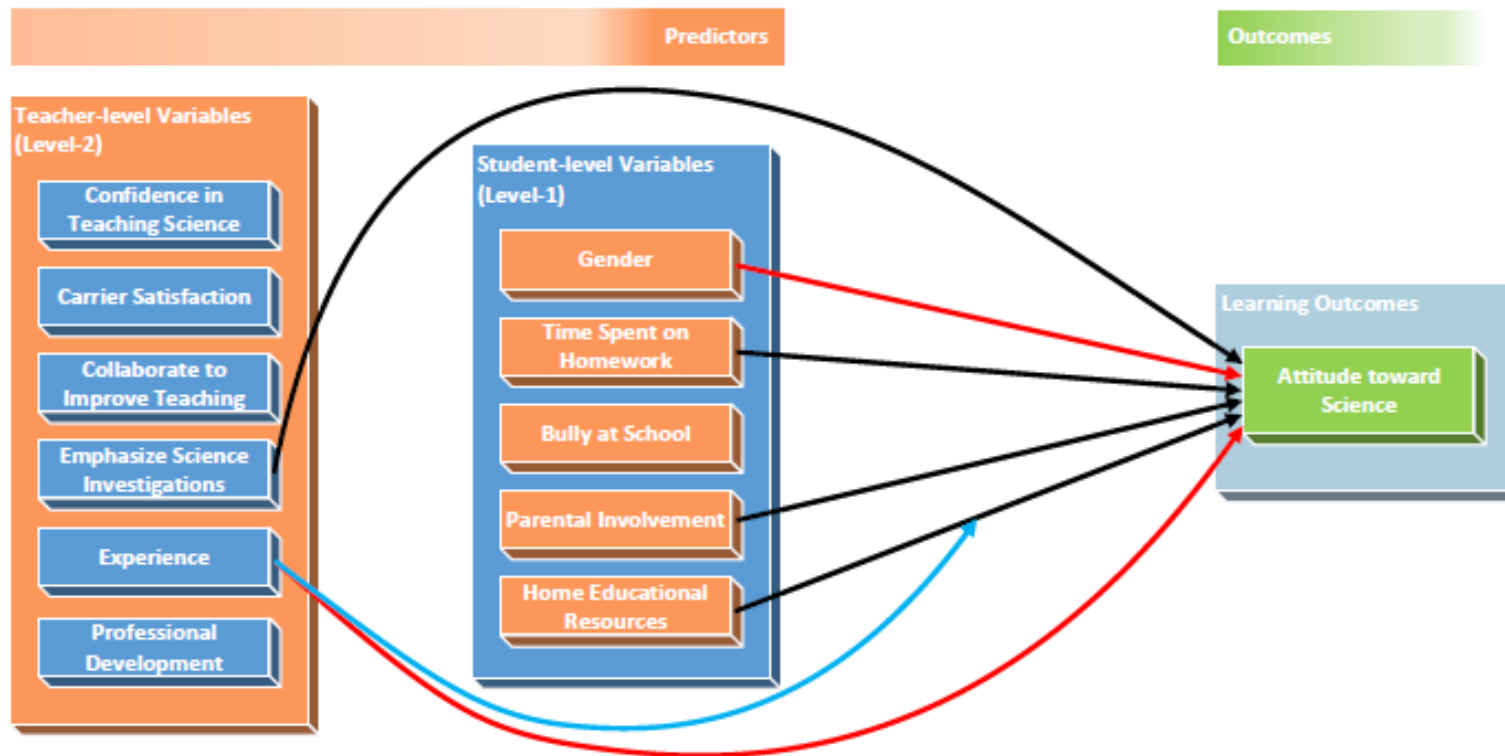 Predictors
Outcomes
Teacher-level Variables
(Level-2)
Confidence in
Teaching Science
Carrier Satisfaction
Collaborate to
Improve Teaching
Emphasize Science
Investigations
Experience
Professional
Development
Student-level Variables
(Level-1)
Gender
Time Spent on
Homework
Bully at School
Parental Involvement
Home Educational
Resources
Learning Outcomes
Attitude toward
Science